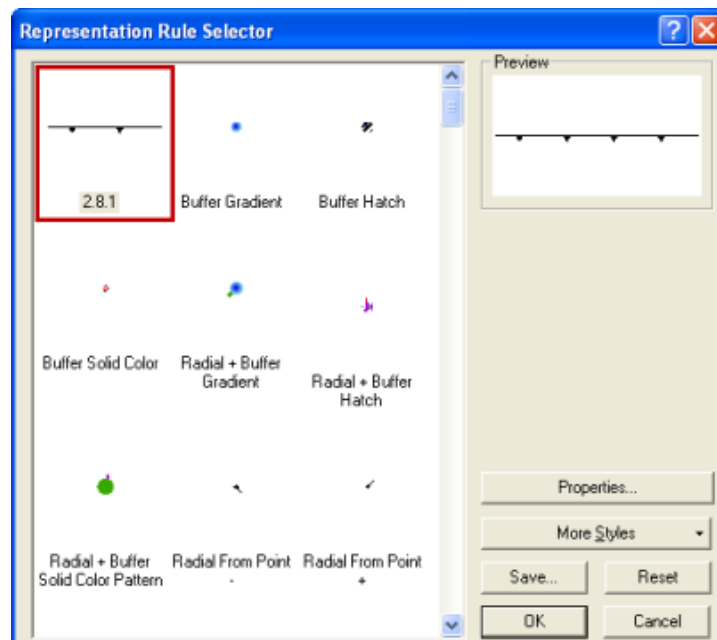 Representation Rule Selector
2.8.1
Buffer Gradient
Buffer Hatch
Buffer Solid Color
Radial + Buffer
Gradient
Radial + Buffer
Hatch
Radial + Buffer
Solid Color Pattern
Radial From Point
-
Radial From Point
+
Preview
Properties...
More Styles
Save...
Reset
OK
Cancel